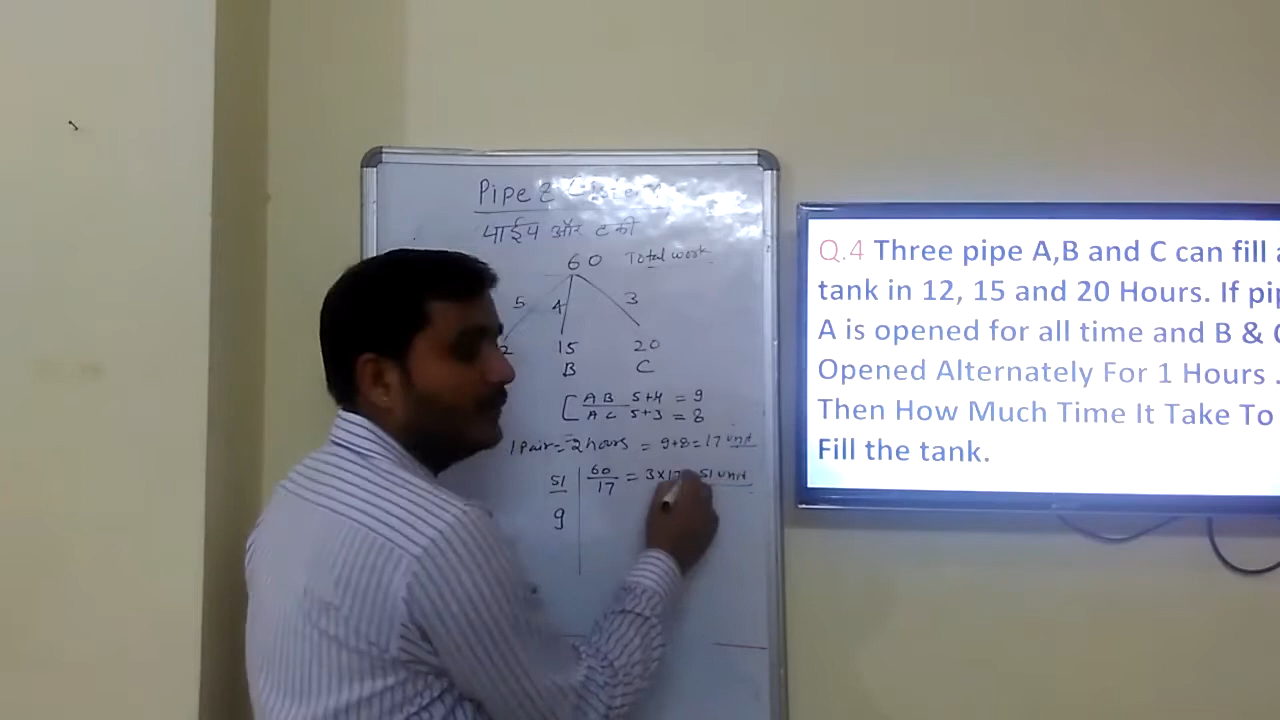 Pipe &
पाईप और टंकी
60 Total work
5 4 3
2 15 20
B C
A B 5+4 = 9
A C 5+3 = 8
1 Pair = 2 hours = 9+8 = 17 unit
51 60/17 = 3×17 51 unit
9
Q.4 Three pipe A,B and C can fill
tank in 12, 15 and 20 Hours. If
A is opened for all time and B &
Opened Alternately For 1 Hours .
Then How Much Time It Take To
Fill the tank.